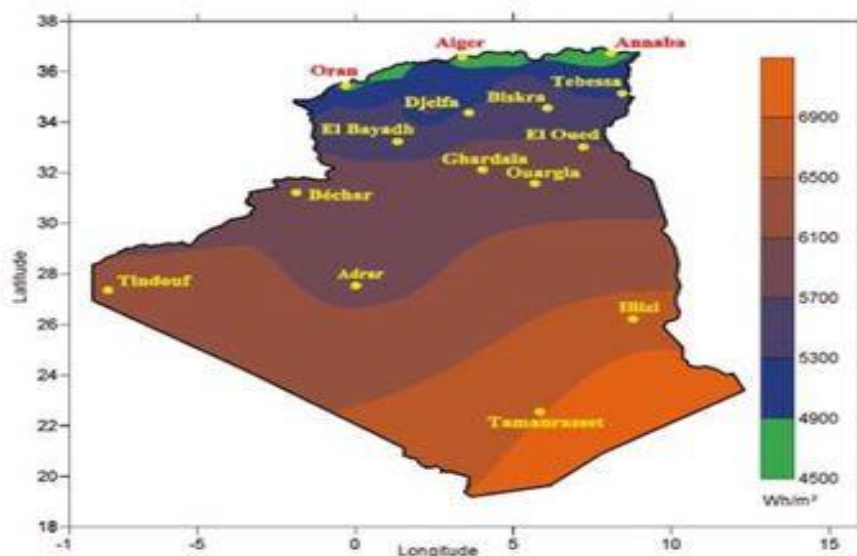 38
36
34
32
30
28
26
24
22
20
18
Latitude
-1
-5
0
5
10
15
Longitude
Oran
Alger
Annaba
Tebessa
Djelfa
Biskra
El Bayadh
El Oued
Ghardaia
Ouargla
Béchar
Tindouf
Adrar
Illizi
Tamanrasset
6900
6500
6100
5700
5300
4900
4500
Wh/m²